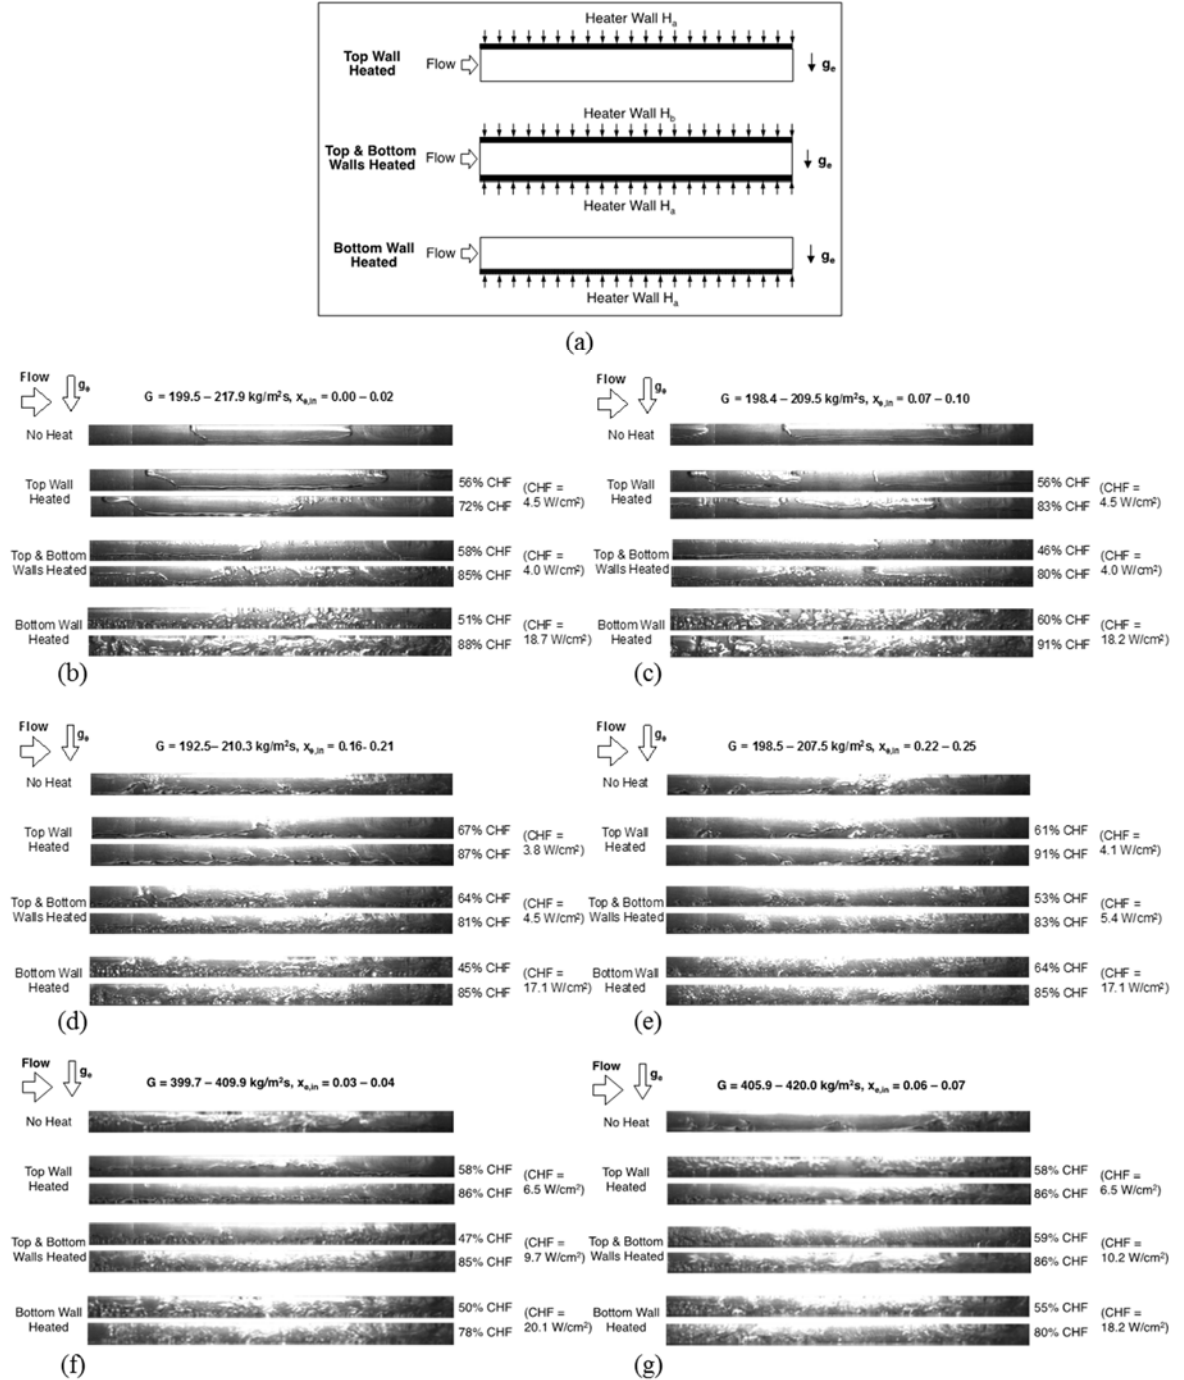 Heater Wall Hₐ
Top Wall
Heated
Flow
gₑ
Heater Wall H_b
Top & Bottom
Walls Heated
Flow
gₑ
Heater Wall Hₐ
Bottom Wall
Heated
Flow
gₑ
Heater Wall Hₐ
(a)
Flow
gₑ
G = 199.5 – 217.9 kg/m²s, xₑ,ᵢₙ = 0.00 – 0.02
No Heat
Top Wall
Heated
56% CHF
72% CHF
(CHF =
4.5 W/cm²)
Top & Bottom
Walls Heated
58% CHF
85% CHF
(CHF =
4.0 W/cm²)
Bottom Wall
Heated
51% CHF
88% CHF
(CHF =
18.7 W/cm²)
(b)
Flow
gₑ
G = 198.4 – 209.5 kg/m²s, xₑ,ᵢₙ = 0.07 – 0.10
No Heat
Top Wall
Heated
56% CHF
83% CHF
(CHF =
4.5 W/cm²)
Top & Bottom
Walls Heated
46% CHF
80% CHF
(CHF =
4.0 W/cm²)
Bottom Wall
Heated
60% CHF
91% CHF
(CHF =
18.2 W/cm²)
(c)
Flow
gₑ
G = 192.5– 210.3 kg/m²s, xₑ,ᵢₙ = 0.16- 0.21
No Heat
Top Wall
Heated
67% CHF
87% CHF
(CHF =
3.8 W/cm²)
Top & Bottom
Walls Heated
64% CHF
81% CHF
(CHF =
4.5 W/cm²)
Bottom Wall
Heated
45% CHF
85% CHF
(CHF =
17.1 W/cm²)
(d)
Flow
gₑ
G = 198.5 – 207.5 kg/m²s, xₑ,ᵢₙ = 0.22 – 0.25
No Heat
Top Wall
Heated
61% CHF
91% CHF
(CHF =
4.1 W/cm²)
Top & Bottom
Walls Heated
53% CHF
83% CHF
(CHF =
5.4 W/cm²)
Bottom Wall
Heated
64% CHF
85% CHF
(CHF =
17.1 W/cm²)
(e)
Flow
gₑ
G = 399.7 – 409.9 kg/m²s, xₑ,ᵢₙ = 0.03 – 0.04
No Heat
Top Wall
Heated
58% CHF
86% CHF
(CHF =
6.5 W/cm²)
Top & Bottom
Walls Heated
47% CHF
85% CHF
(CHF =
9.7 W/cm²)
Bottom Wall
Heated
50% CHF
78% CHF
(CHF =
20.1 W/cm²)
(f)
Flow
gₑ
G = 405.9 – 420.0 kg/m²s, xₑ,ᵢₙ = 0.06 – 0.07
No Heat
Top Wall
Heated
58% CHF
86% CHF
(CHF =
6.5 W/cm²)
Top & Bottom
Walls Heated
59% CHF
86% CHF
(CHF =
10.2 W/cm²)
Bottom Wall
Heated
55% CHF
80% CHF
(CHF =
18.2 W/cm²)
(g)